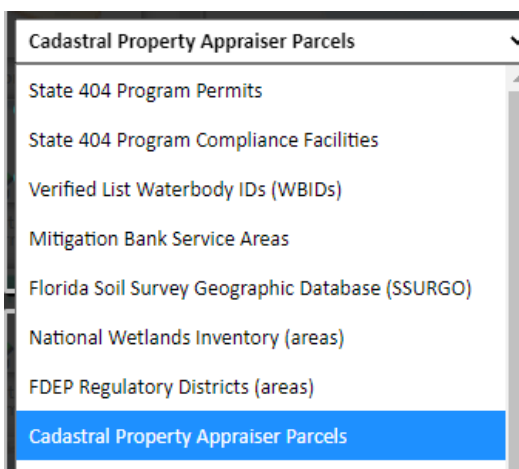 Cadastral Property Appraiser Parcels
State 404 Program Permits
State 404 Program Compliance Facilities
Verified List Waterbody IDs (WBIDs)
Mitigation Bank Service Areas
Florida Soil Survey Geographic Database (SSURGO)
National Wetlands Inventory (areas)
FDEP Regulatory Districts (areas)
Cadastral Property Appraiser Parcels